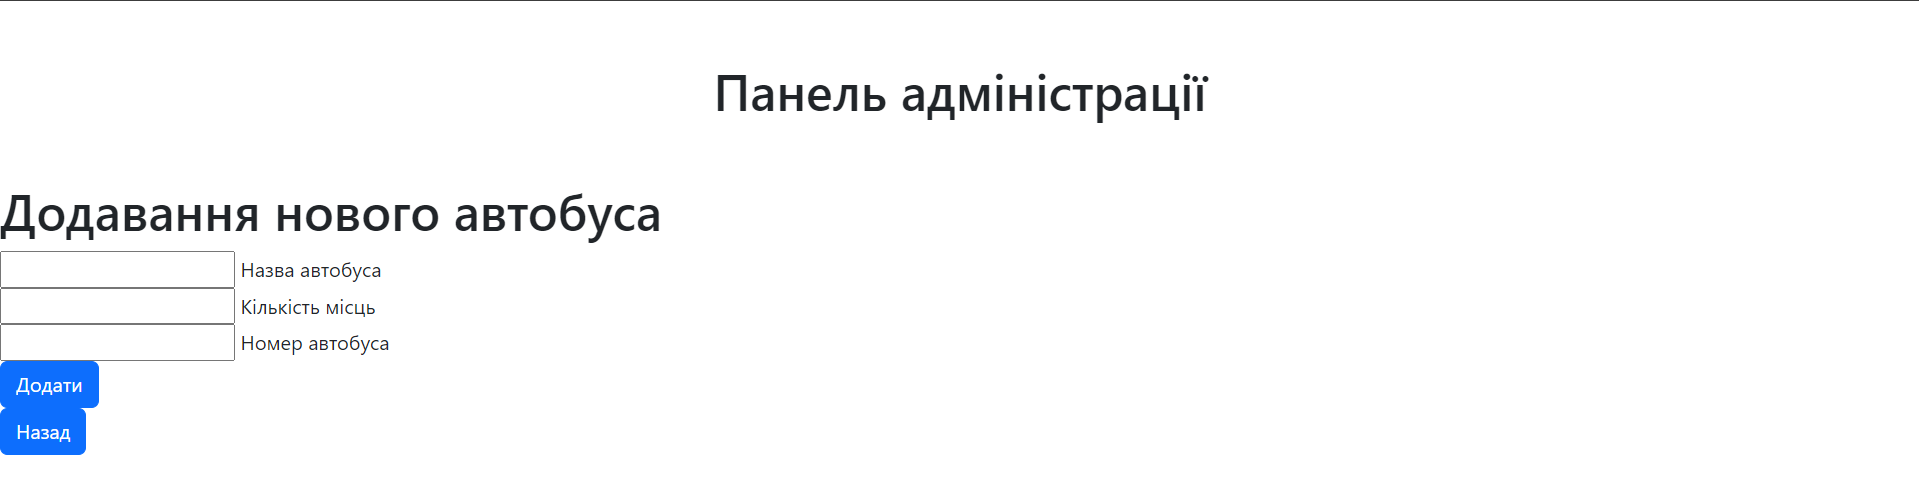 Панель адміністрації
Додавання нового автобуса
Назва автобуса
Кількість місць
Номер автобуса
Додати
Назад